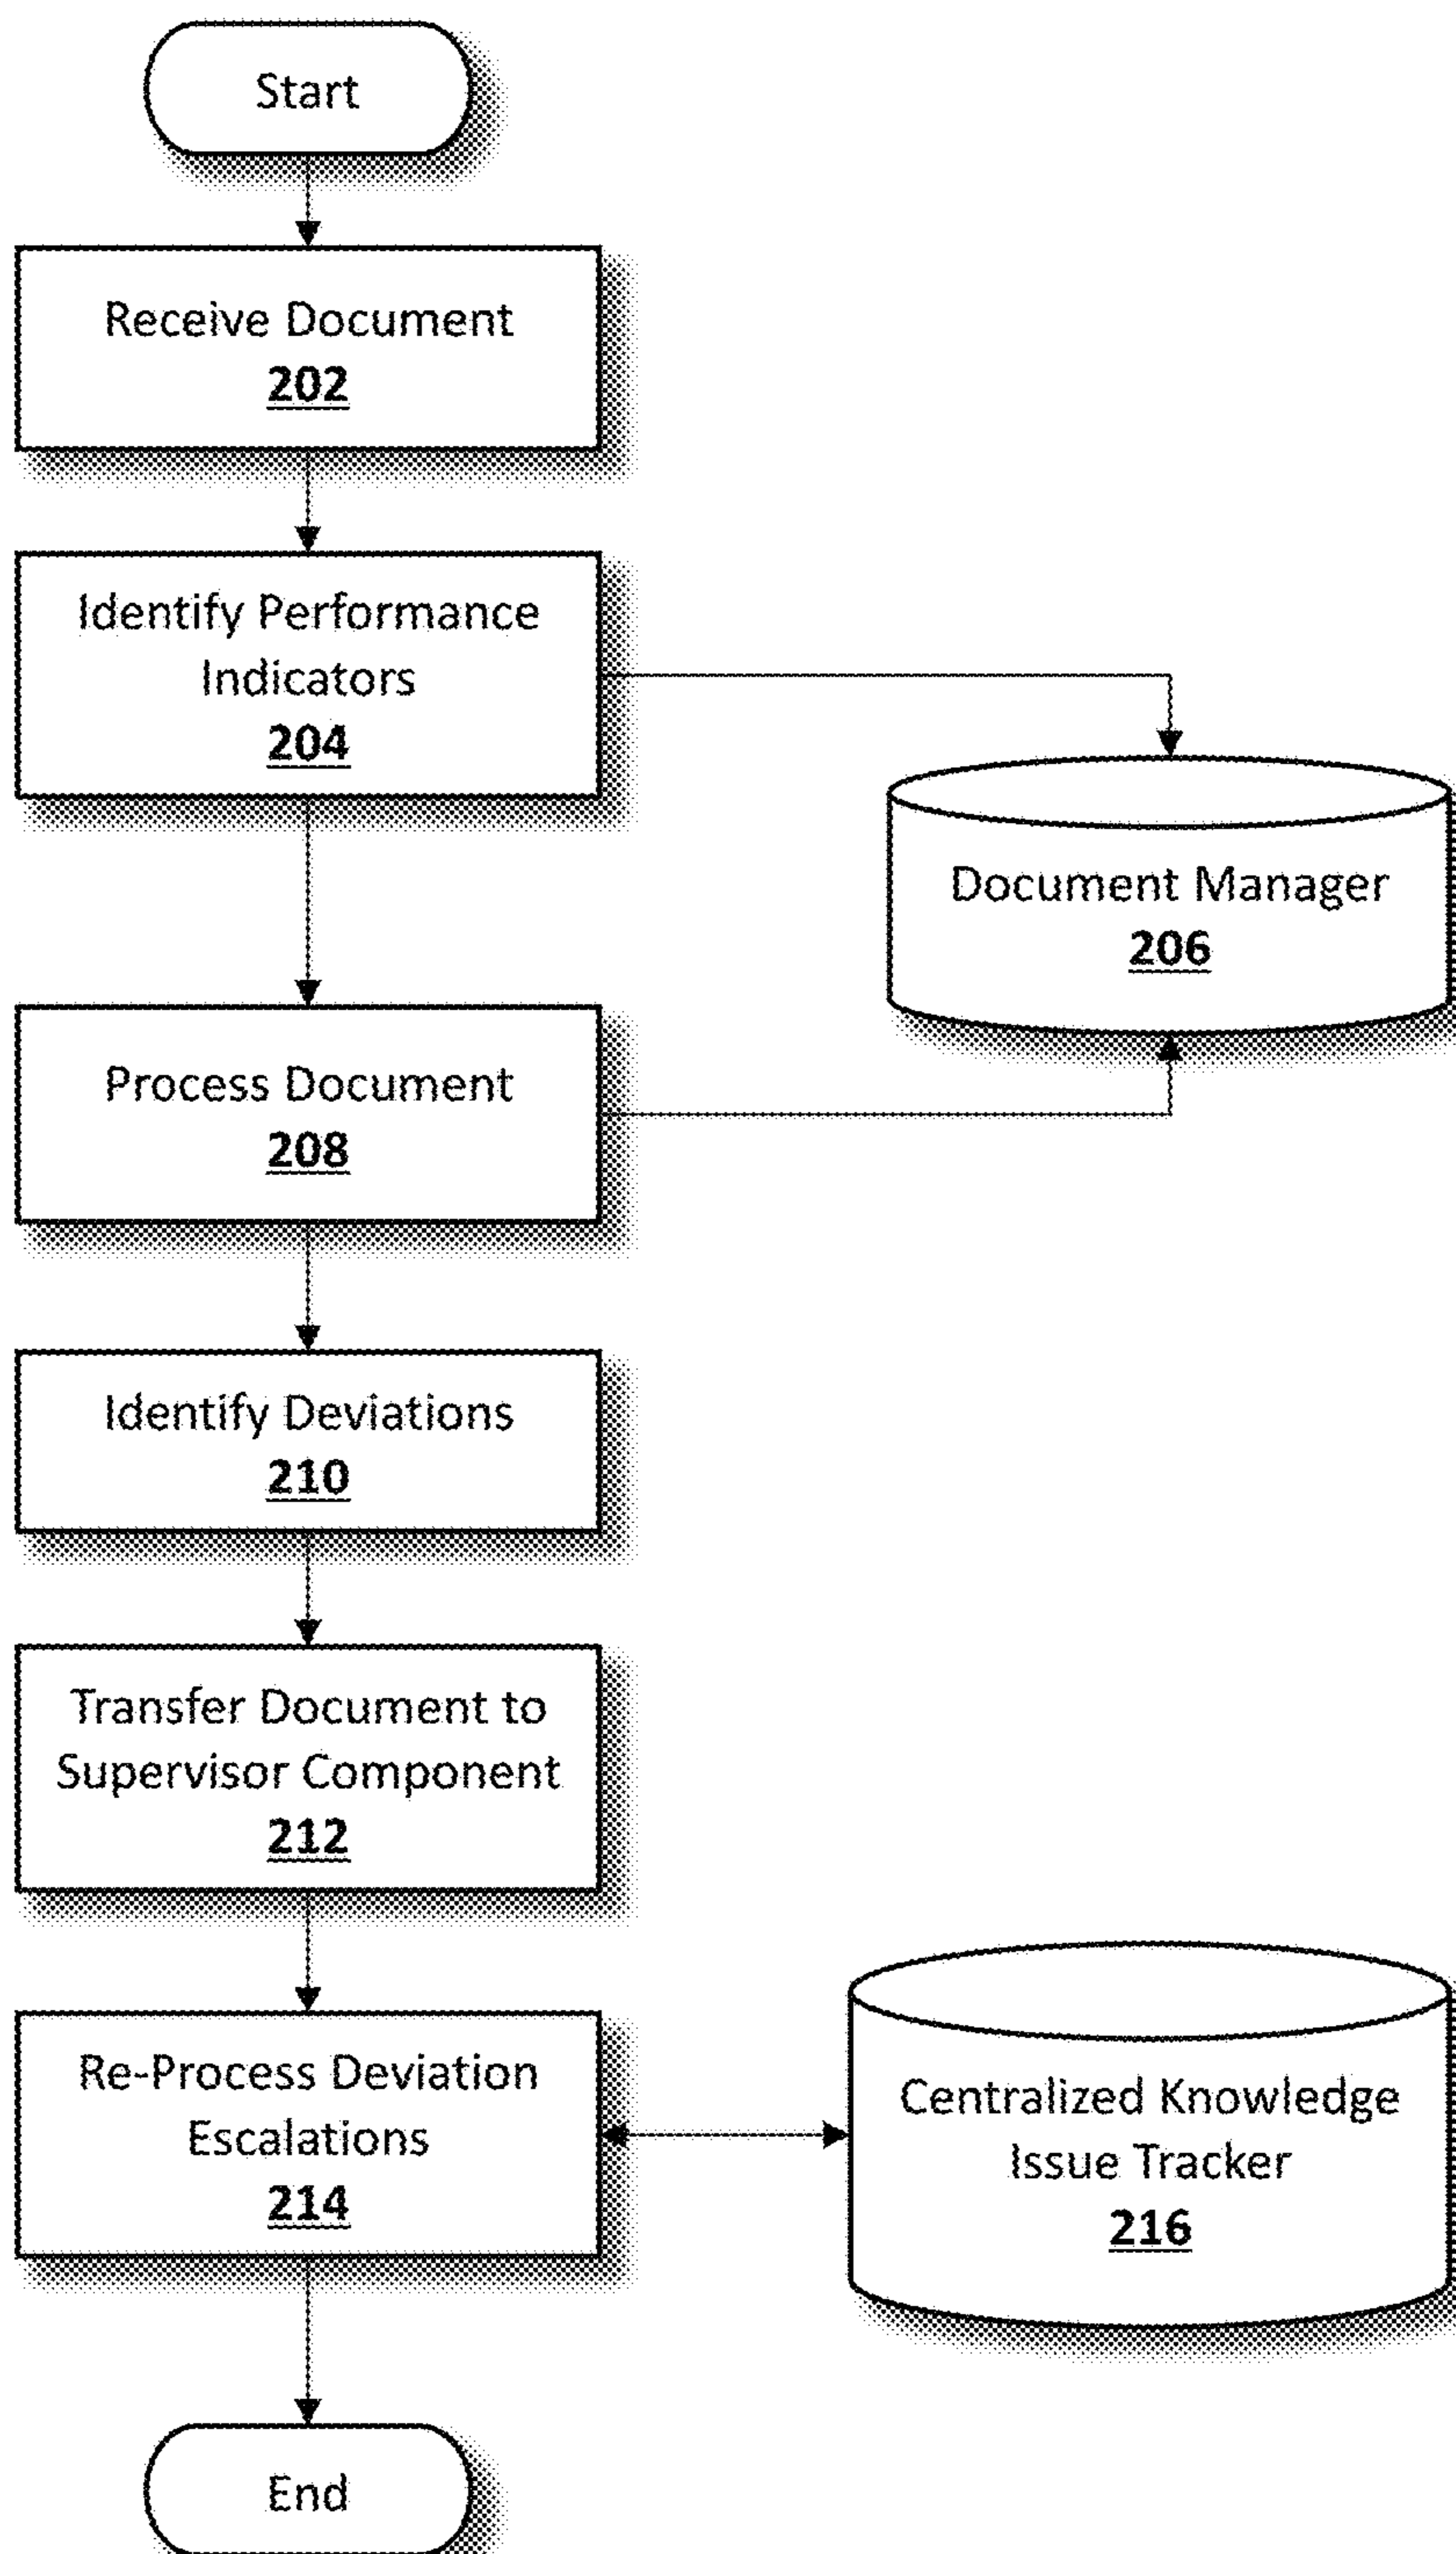 Start
Receive Document
202
Identify Performance
Indicators
204
Document Manager
206
Process Document
208
Identify Deviations
210
Transfer Document to
Supervisor Component
212
Re-Process Deviation
Escalations
214
Centralized Knowledge
Issue Tracker
216
End